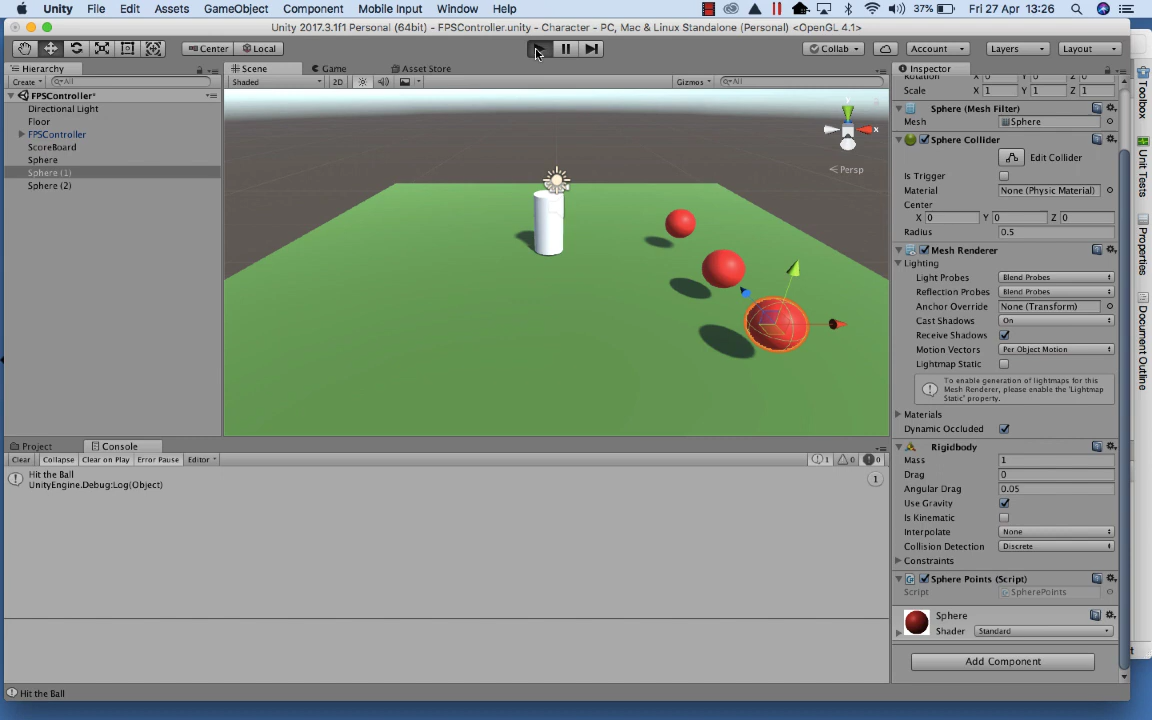 Unity File Edit Assets GameObject Component Mobile Input Window Help 37% Fri 27 Apr 13:26
Unity 2017.3.1f1 Personal (64bit) - FPSController.unity - Character - PC, Mac & Linux Standalone (Personal) <OpenGL 4.1>
Center Local Collab Account Layers Layout
Hierarchy Scene Game Asset Store Inspector
Create All Shaded 2D Gizmos All
FPSController*
Directional Light
Floor
FPSController
ScoreBoard
Sphere
Sphere (1)
Sphere (2)
y
x
Persp
Rotation X 0 Y 0 Z 0
Scale X 1 Y 1 Z 1
Sphere (Mesh Filter)
Mesh Sphere
Sphere Collider
Edit Collider
Is Trigger
Material None (Physic Material)
Center
X 0 Y 0 Z 0
Radius 0.5
Mesh Renderer
Lighting
Light Probes Blend Probes
Reflection Probes Blend Probes
Anchor Override None (Transform)
Cast Shadows On
Receive Shadows
Motion Vectors Per Object Motion
Lightmap Static
To enable generation of lightmaps for this
Mesh Renderer, please enable the 'Lightmap
Static' property.
Materials
Dynamic Occluded
Rigidbody
Mass 1
Drag 0
Angular Drag 0.05
Use Gravity
Is Kinematic
Interpolate None
Collision Detection Discrete
Constraints
Sphere Points (Script)
Script SpherePoints
Sphere
Shader Standard
Add Component
Project Console
Clear Collapse Clear on Play Error Pause Editor 1 0 0
Hit the Ball
UnityEngine.Debug:Log(Object) 1
Hit the Ball
Toolbox
Unit Tests
Properties
Document Outline